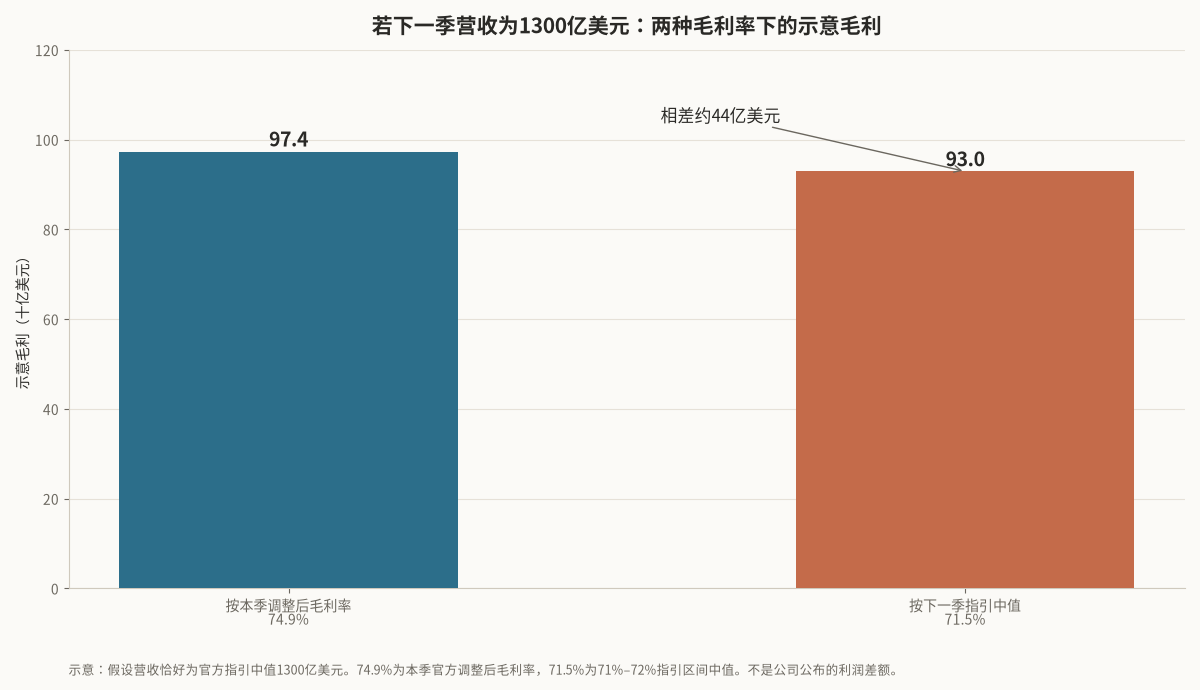 若下一季营收为1300亿美元：两种毛利率下的示意毛利
示意毛利（十亿美元）
120
100
80
60
40
20
0
97.4
相差约44亿美元
93.0
按本季调整后毛利率
74.9%
按下一季指引中值
71.5%
示意：假设营收恰好为官方指引中值1300亿美元。74.9%为本季官方调整后毛利率，71.5%为71%–72%指引区间中值。不是公司公布的利润差额。